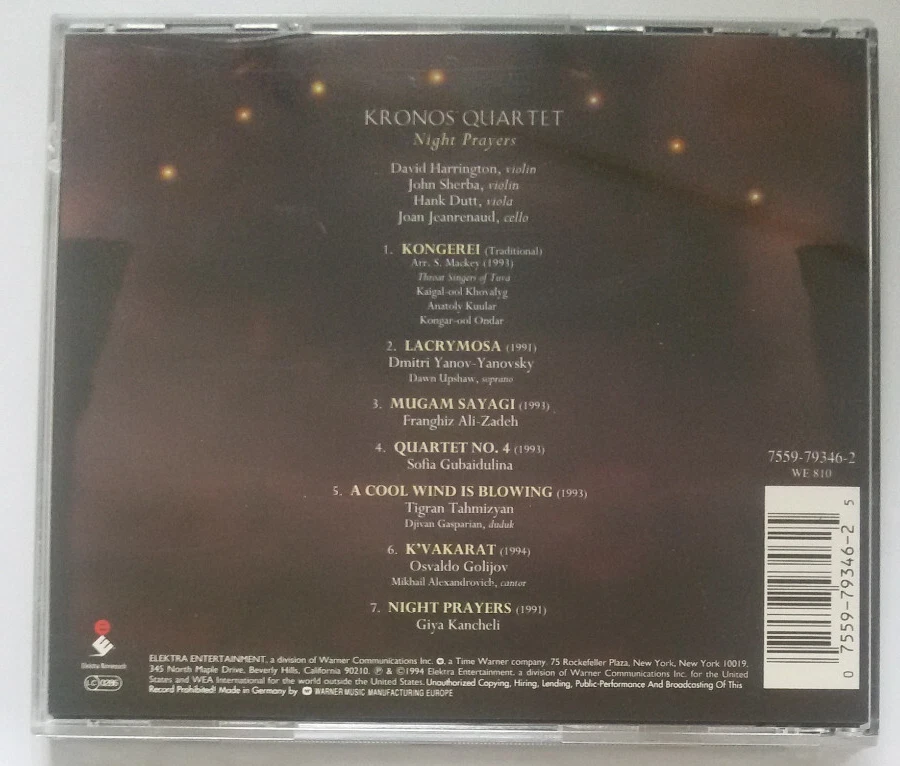 KRONOS QUARTET
Night Prayers
David Harrington, violin
John Sherba, violin
Hank Dutt, viola
Joan Jeanrenaud, cello
1. KONGEREI (Traditional)
Arr. S. Mackey (1993)
Throat Singers of Tuva
Kaigal-ool Khovalyg
Anatoly Kuular
Kongar-ool Ondar
2. LACRYMOSA (1991)
Dmitri Yanov-Yanovsky
Dawn Upshaw, soprano
3. MUGAM SAYAGI (1993)
Franghiz Ali-Zadeh
4. QUARTET NO. 4 (1993)
Sofia Gubaidulina
5. A COOL WIND IS BLOWING (1993)
Tigran Tahmizyan
Djivan Gasparian, duduk
6. K'VAKARAT (1994)
Osvaldo Golijov
Mikhail Alexandrovich, cantor
7. NIGHT PRAYERS (1991)
Giya Kancheli
7559-79346-2
WE 810
0 7559-79346-2 5
Elektra Nonesuch
LC 0286
ELEKTRA ENTERTAINMENT, a division of Warner Communications Inc. , a Time Warner company. 75 Rockefeller Plaza, New York, New York 10019.
345 North Maple Drive, Beverly Hills, California 90210. ℗ & ©1994 Elektra Entertainment, a division of Warner Communications Inc. for the United
States and WEA International for the world outside the United States. Unauthorized Copying, Hiring, Lending, Public-Performance And Broadcasting Of This
Record Prohibited! Made in Germany by WARNER MUSIC MANUFACTURING EUROPE